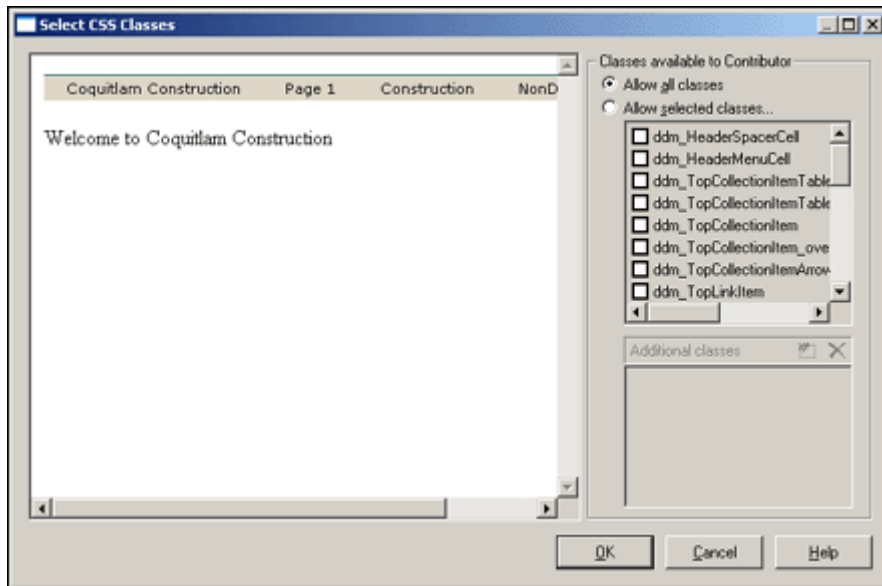 Select CSS Classes
Coquitlam Construction Page 1 Construction NonD
Welcome to Coquitlam Construction
Classes available to Contributor
Allow all classes
Allow selected classes...
ddm_HeaderSpacerCell
ddm_HeaderMenuCell
ddm_TopCollectionItemTable
ddm_TopCollectionItemTable
ddm_TopCollectionItem
ddm_TopCollectionItem_ove
ddm_TopCollectionItemArrow
ddm_TopLinkItem
Additional classes
OK Cancel Help